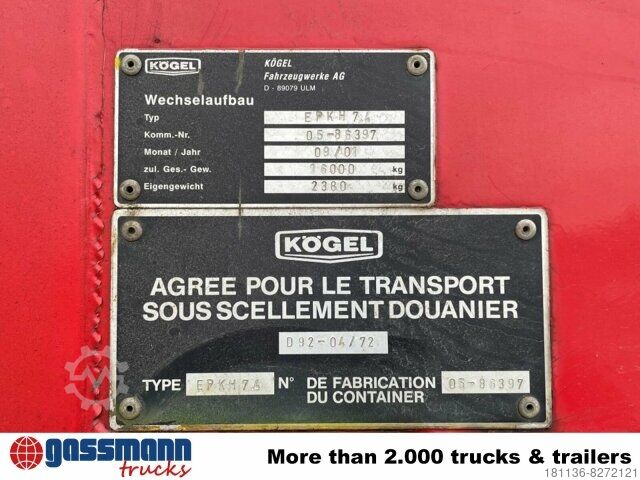 KÖGEL
KÖGEL
Fahrzeugwerke AG
D - 89079 ULM
Wechselaufbau
Typ EPKH 7.4
Komm.-Nr. 05-86397
Monat / Jahr 09/01
zul. Ges.- Gew. 16000 kg
Eigengewicht 2380 kg
KÖGEL
AGREE POUR LE TRANSPORT
SOUS SCELLEMENT DOUANIER
D92-04/72
TYPE EPKH 7.4 N° DE FABRICATION DU CONTAINER 05-86397
gassmann
trucks
More than 2.000 trucks & trailers
181136-8272121